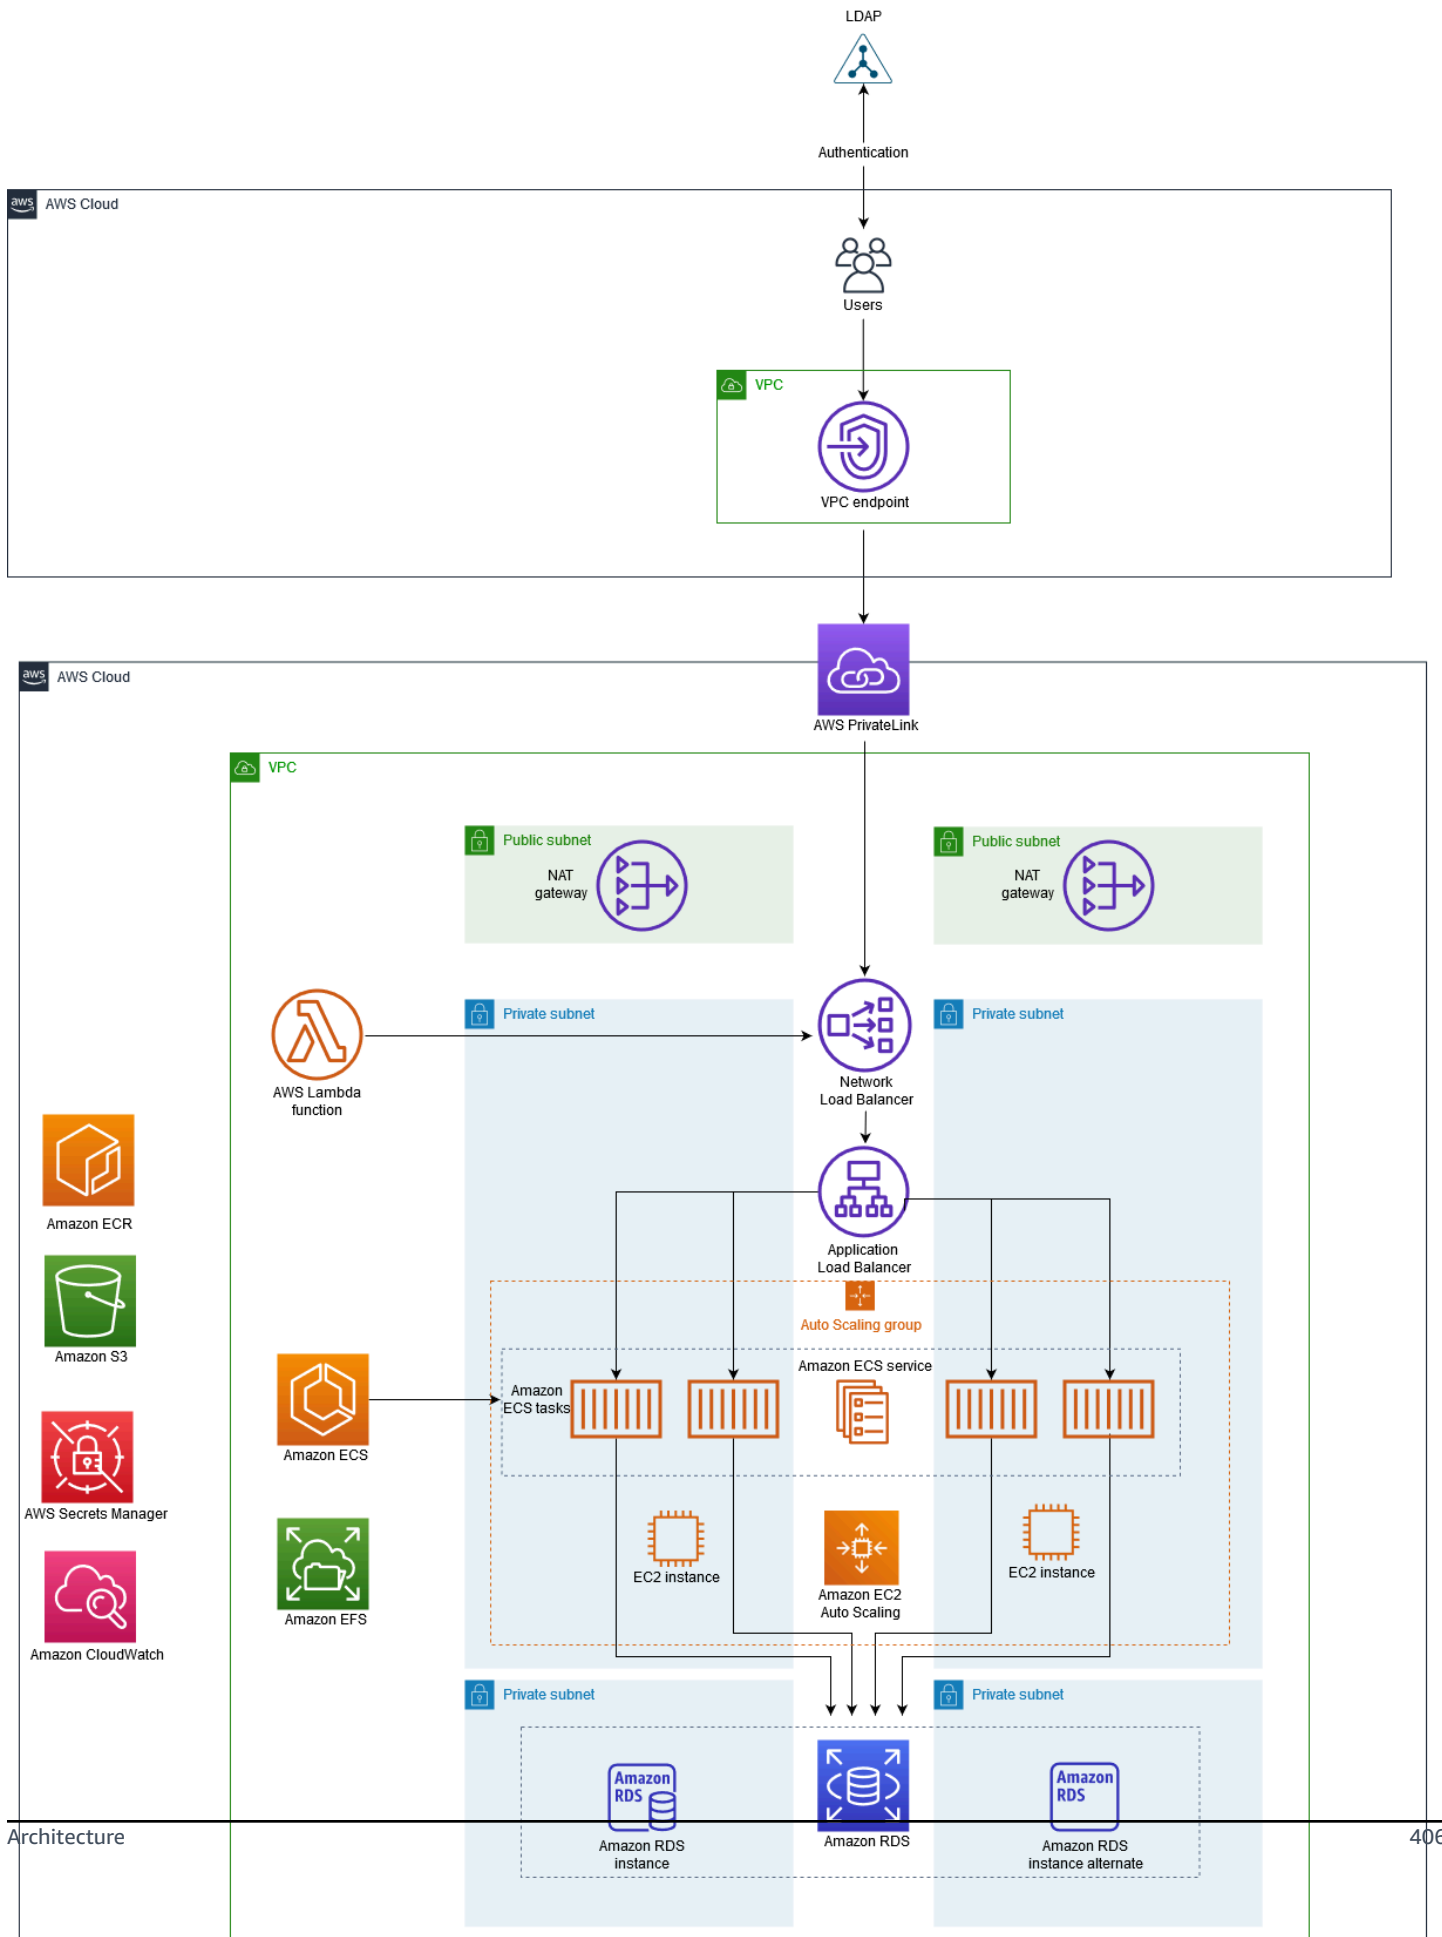 LDAP
Authentication
aws
AWS Cloud
Users
VPC
VPC endpoint
aws
AWS Cloud
AWS PrivateLink
VPC
Public subnet
NAT
gateway
Public subnet
NAT
gateway
Private subnet
Private subnet
AWS Lambda
function
Network
Load Balancer
Amazon ECR
Application
Load Balancer
Auto Scaling group
Amazon S3
Amazon ECS service
Amazon
ECS tasks
Amazon ECS
AWS Secrets Manager
EC2 instance
EC2 instance
Amazon EC2
Auto Scaling
Amazon EFS
Amazon CloudWatch
Private subnet
Private subnet
Amazon
RDS
Amazon
RDS
Amazon RDS
Amazon RDS
instance
Amazon RDS
instance alternate
Architecture
406